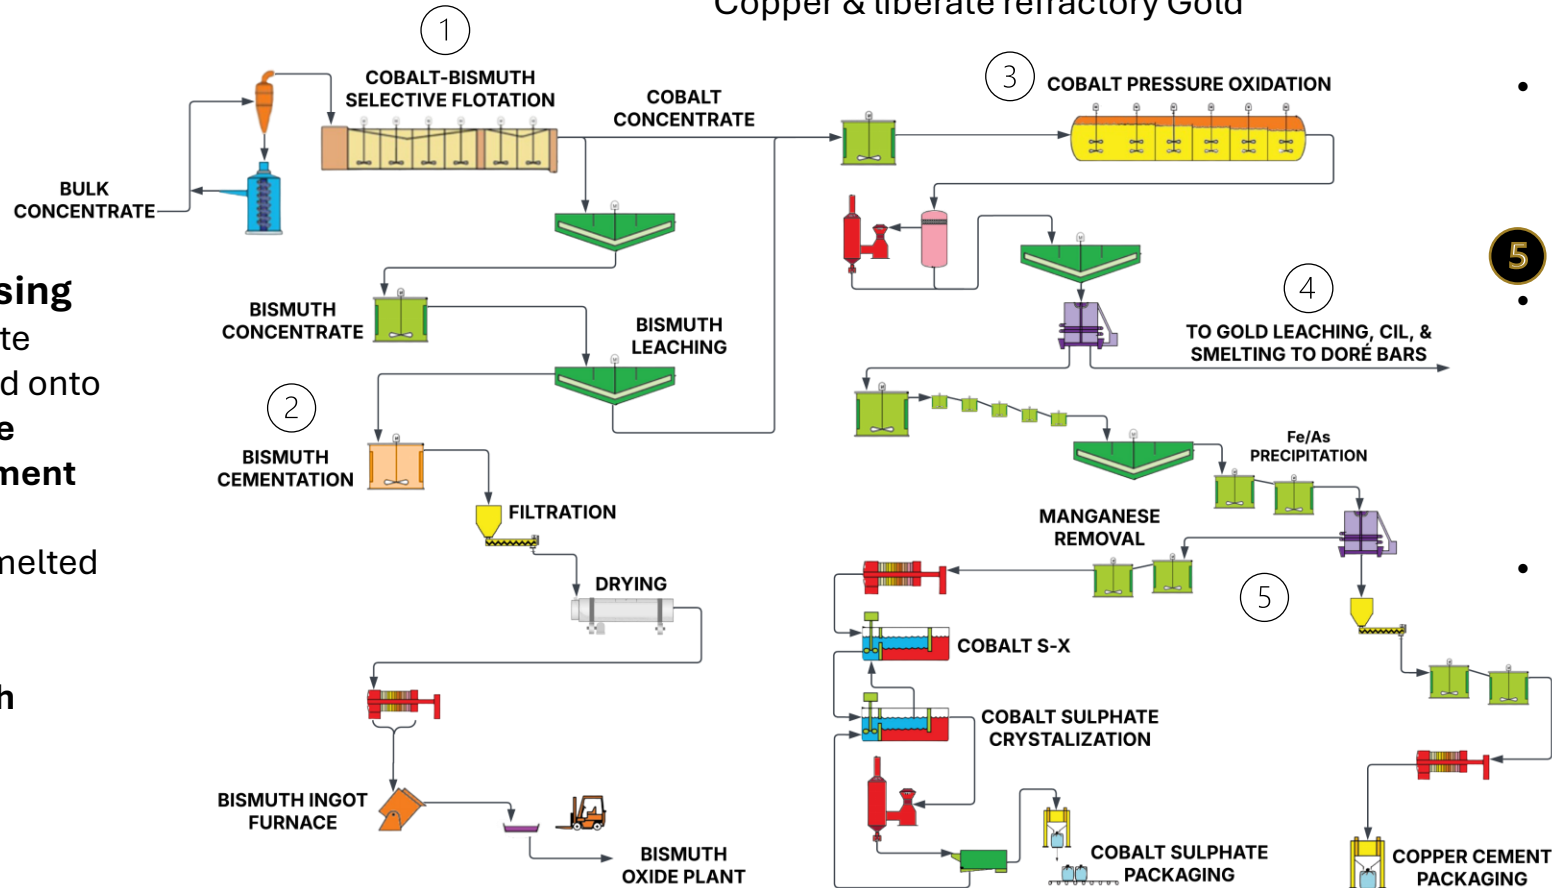 Copper & liberate refractory Gold
1
COBALT-BISMUTH
SELECTIVE FLOTATION
COBALT
CONCENTRATE
3
COBALT PRESSURE OXIDATION
BULK
CONCENTRATE
5
4
TO GOLD LEACHING, CIL, &
SMELTING TO DORÉ BARS
sing
te
d onto
e
ment
melted
h
BISMUTH
CONCENTRATE
BISMUTH
LEACHING
2
BISMUTH
CEMENTATION
FILTRATION
DRYING
BISMUTH INGOT
FURNACE
BISMUTH
OXIDE PLANT
Fe/As
PRECIPITATION
MANGANESE
REMOVAL
5
COBALT S-X
COBALT SULPHATE
CRYSTALIZATION
COBALT SULPHATE
PACKAGING
COPPER CEMENT
PACKAGING